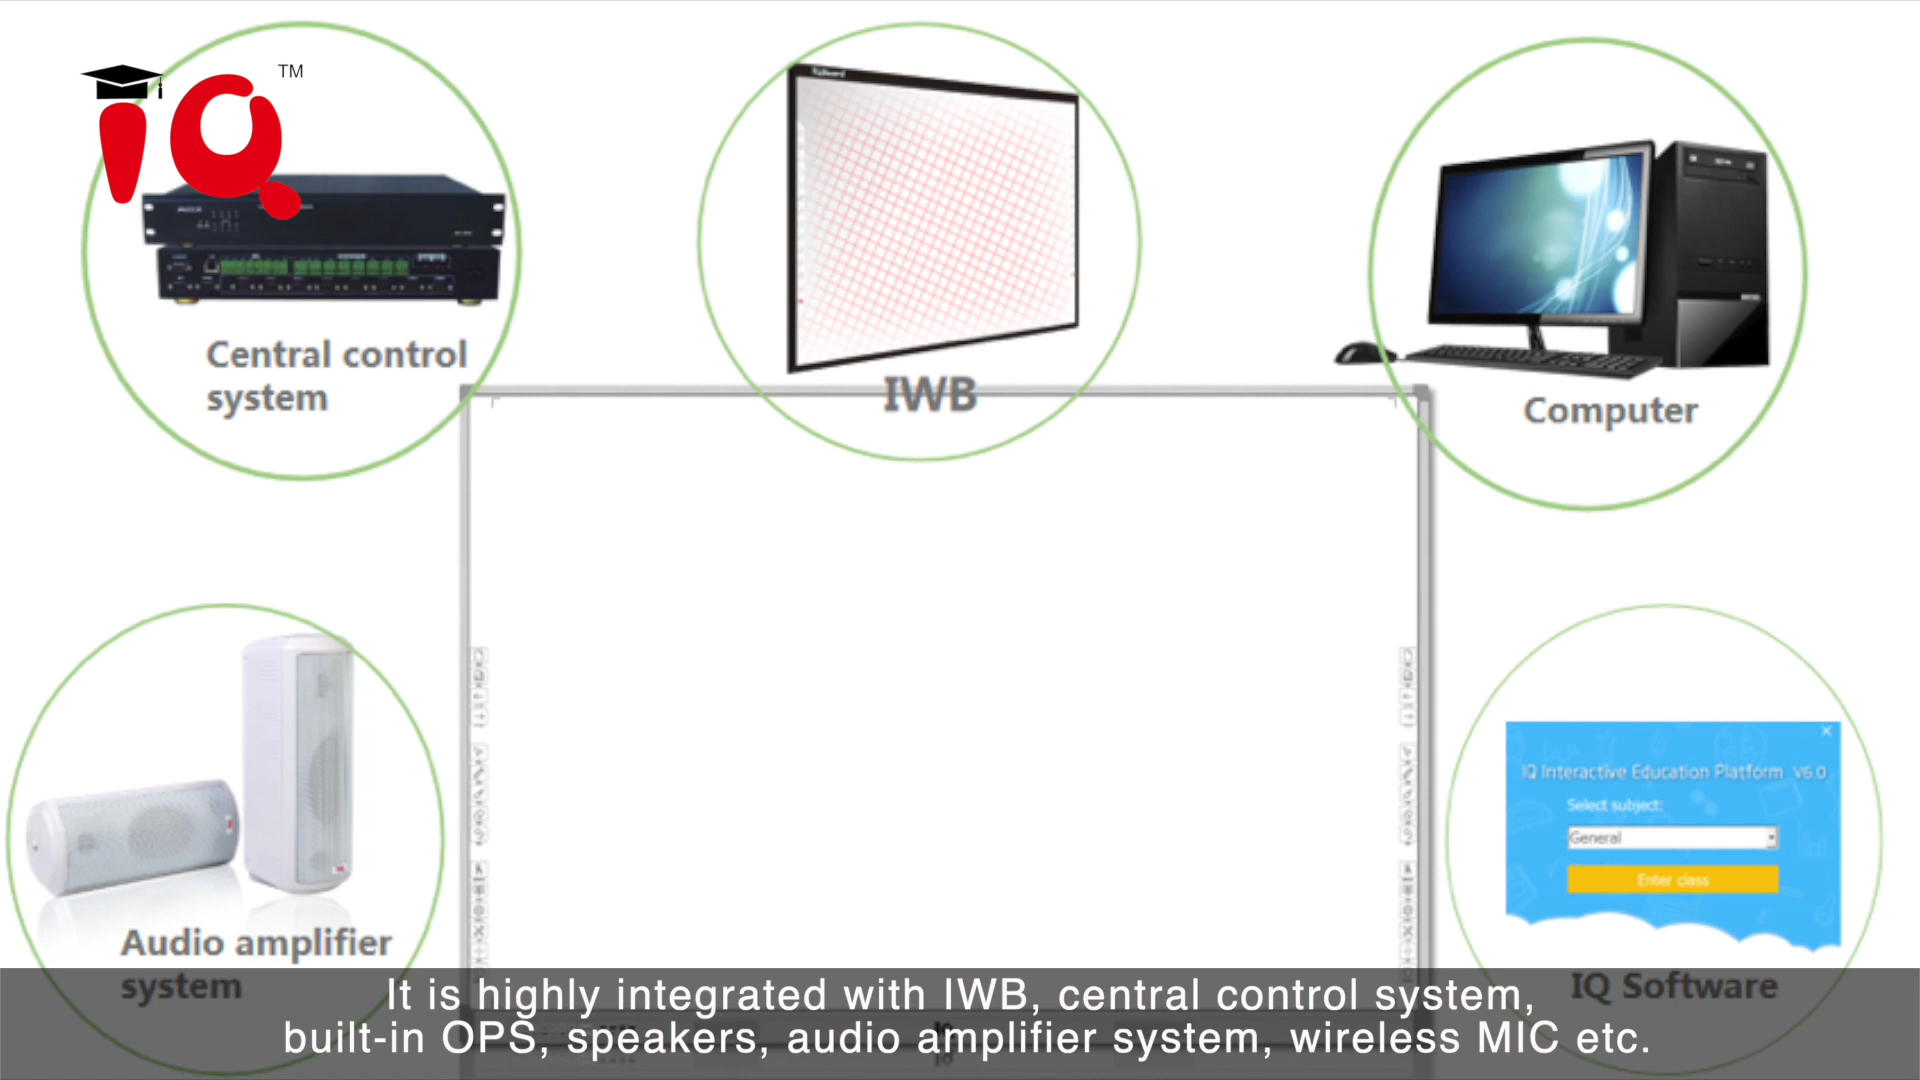 iQ TM
Central control
system
IWB
Computer
Audio amplifier
system
IQ Interactive Education Platform V6.0
Select subject:
General
Enter class
IQ Software
It is highly integrated with IWB, central control system,
built-in OPS, speakers, audio amplifier system, wireless MIC etc.